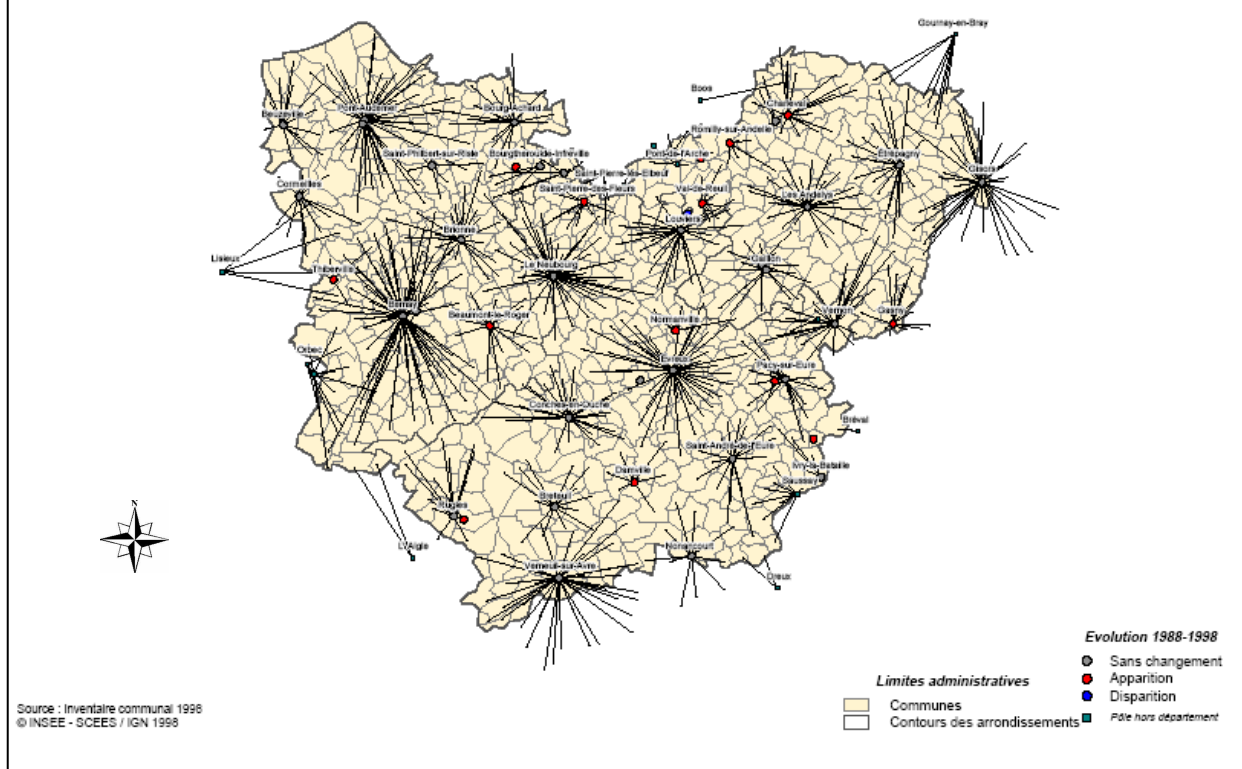 Gournay-en-Bray
Boos
Charleval
Beuzeville
Pont-Audemer
Bourg-Achard
Romilly-sur-Andelle
Saint-Philbert-sur-Risle
Bourgtheroulde-Infreville
Pont-de-l'Arche
Etrépagny
Gisors
Saint-Pierre-lès-Elbeuf
Cormeilles
Saint-Pierre-des-Fleurs
Val-de-Reuil
Les Andelys
Louviers
Brionne
Lisieux
Thiberville
Le Neubourg
Gaillon
Bernay
Beaumont-le-Roger
Normanville
Vernon
Gasny
Orbec
Evreux
Pacy-sur-Eure
Conches-en-Ouche
Bréval
Saint-André-de-l'Eure
Ivry-la-Bataille
Damville
Saussay
Rugles
Breteuil
L'Aigle
Nonancourt
Verneuil-sur-Avre
Dreux
N
Evolution 1988-1998
Sans changement
Apparition
Disparition
Pôle hors département
Limites administratives
Communes
Contours des arrondissements
Source : Inventaire communal 1998
© INSEE - SCEES / IGN 1998